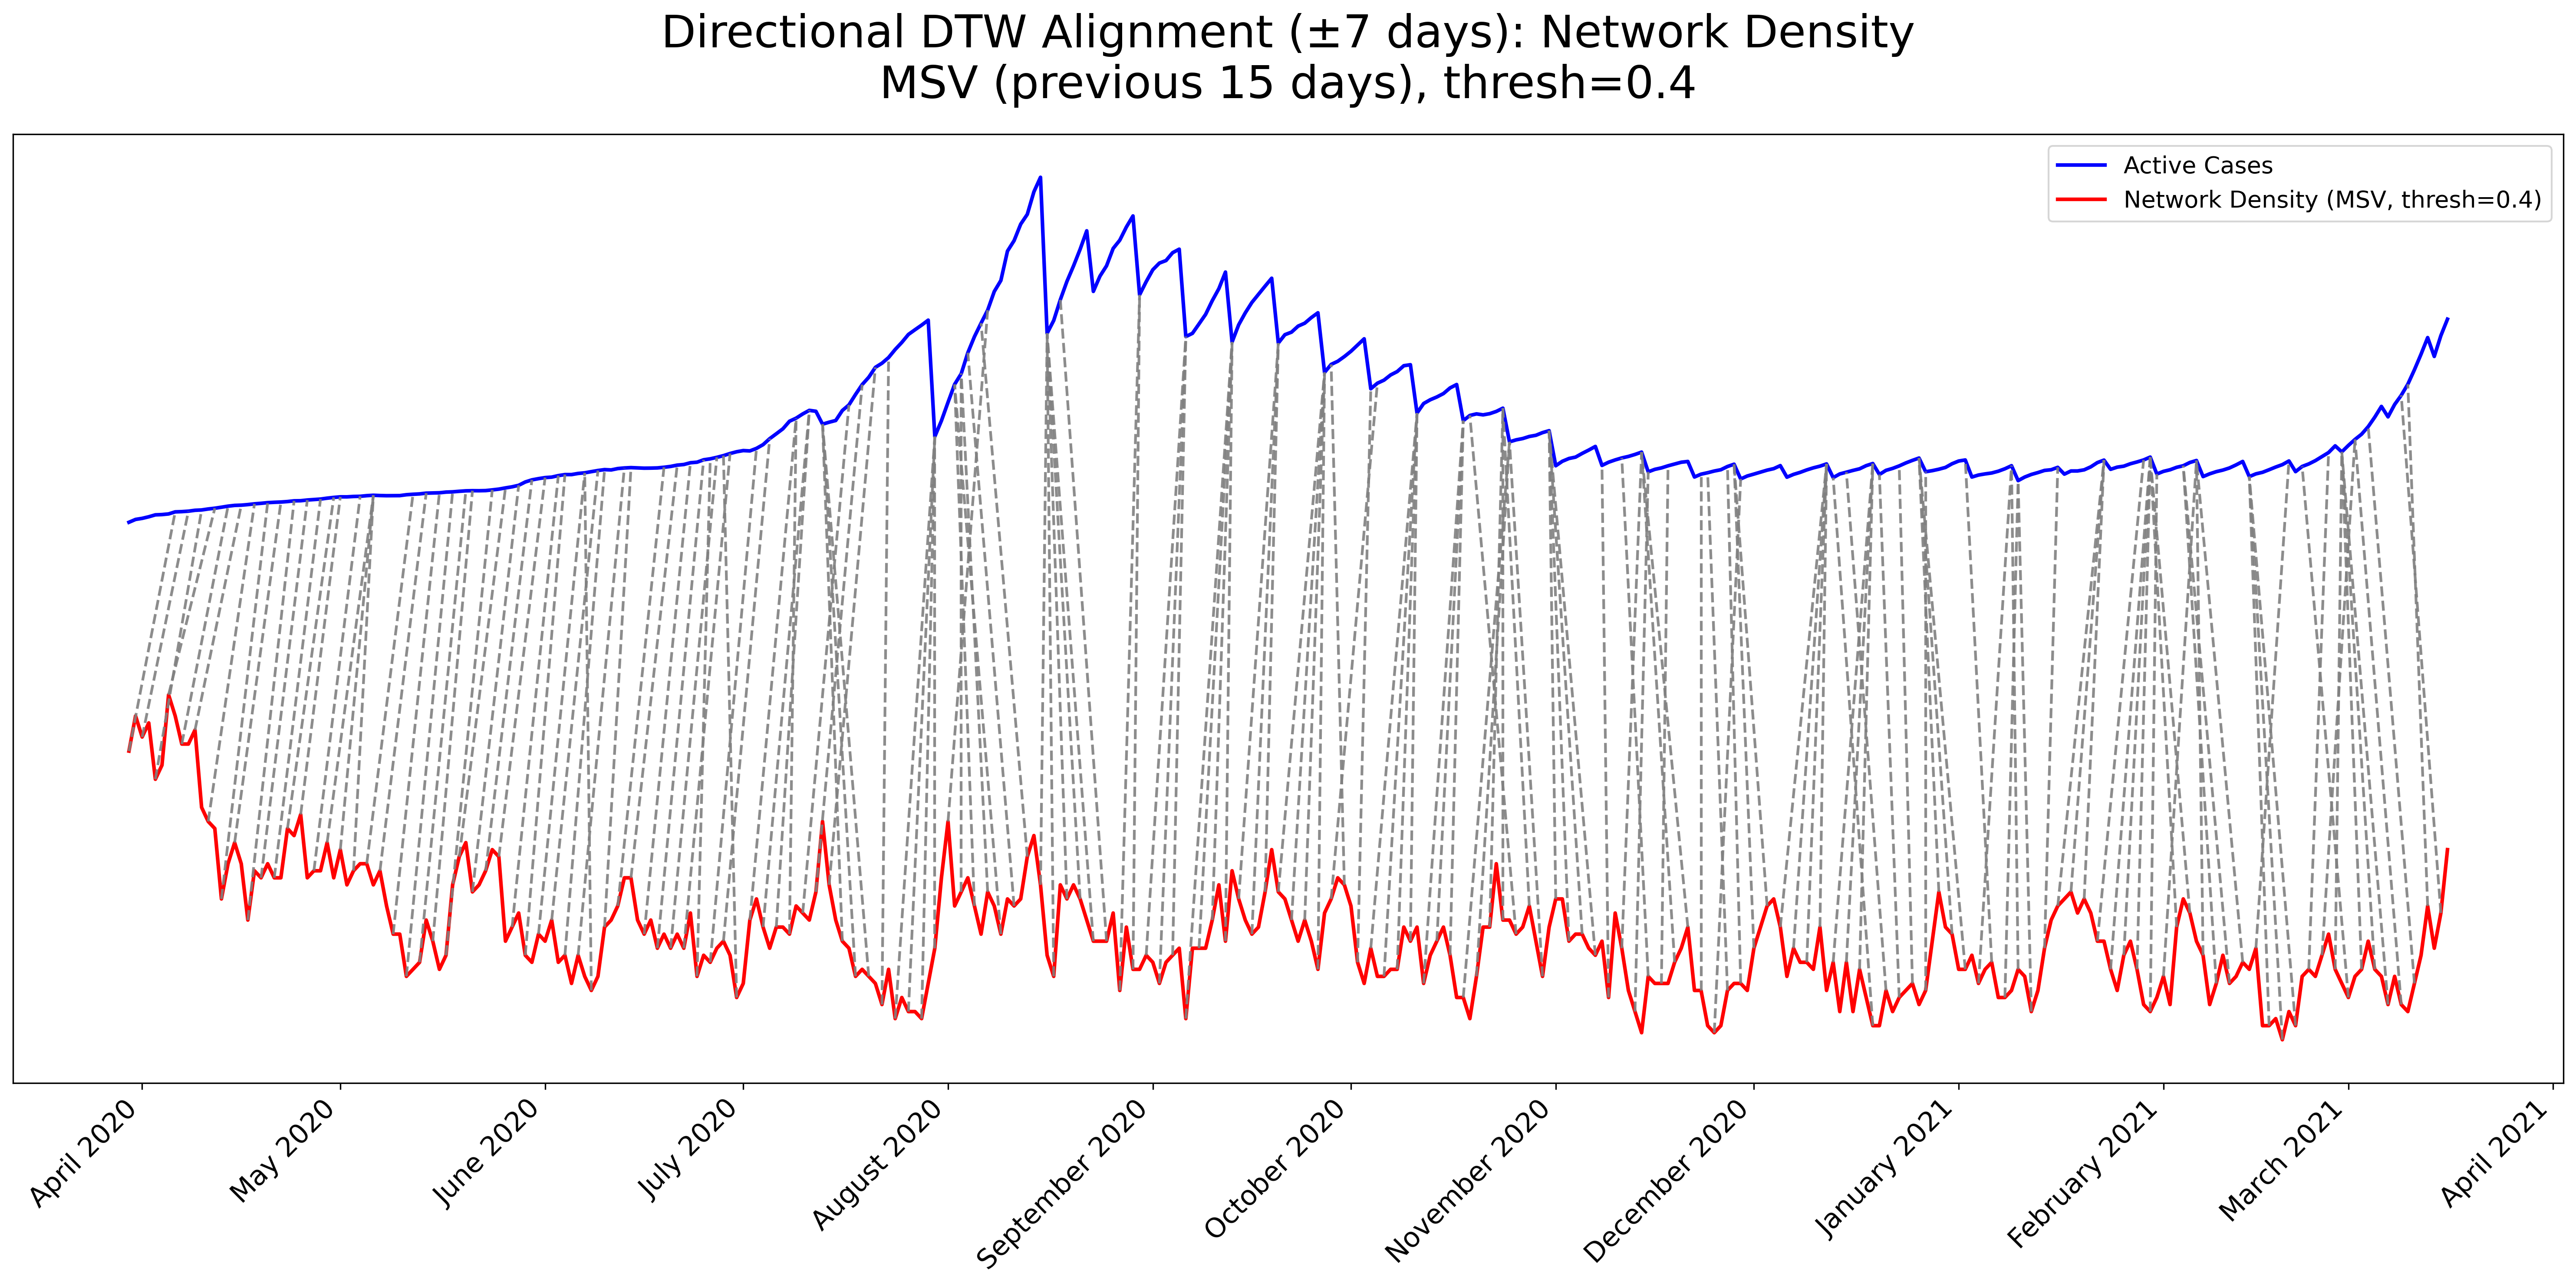 Directional DTW Alignment (±7 days): Network Density
MSV (previous 15 days), thresh=0.4
Active Cases
Network Density (MSV, thresh=0.4)
April 2020
May 2020
June 2020
July 2020
August 2020
September 2020
October 2020
November 2020
December 2020
January 2021
February 2021
March 2021
April 2021